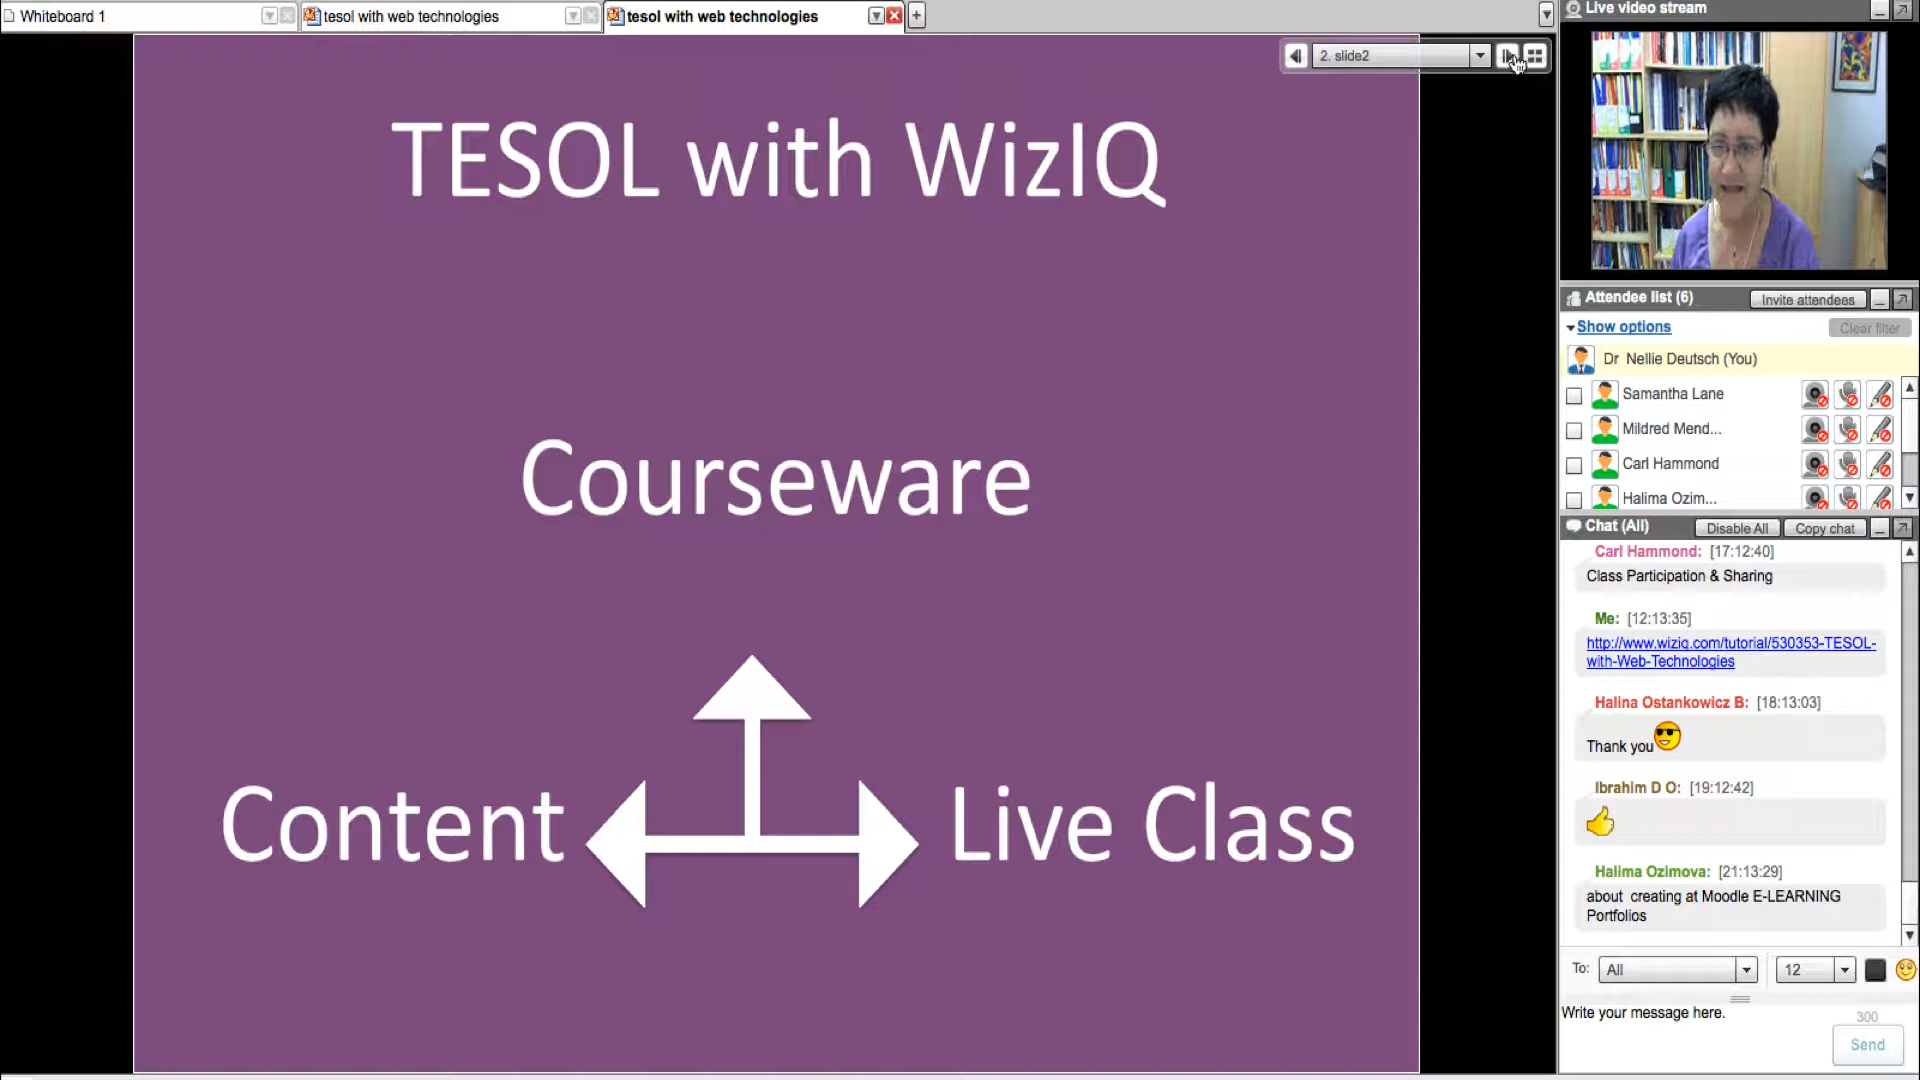 Whiteboard 1
tesol with web technologies
tesol with web technologies
2. slide2
TESOL with WizIQ
Courseware
Content
Live Class
Live video stream
Attendee list (6)
Invite attendees
Show options
Clear filter
Dr Nellie Deutsch (You)
Samantha Lane
Mildred Mend...
Carl Hammond
Halima Ozim...
Chat (All)
Disable All
Copy chat
Carl Hammond: [17:12:40]
Class Participation & Sharing
Me: [12:13:35]
http://www.wiziq.com/tutorial/530353-TESOL-
with-Web-Technologies
Halina Ostankowicz B: [18:13:03]
Thank you
Ibrahim D O: [19:12:42]
Halima Ozimova: [21:13:29]
about creating at Moodle E-LEARNING
Portfolios
To: All
12
Write your message here.
300
Send